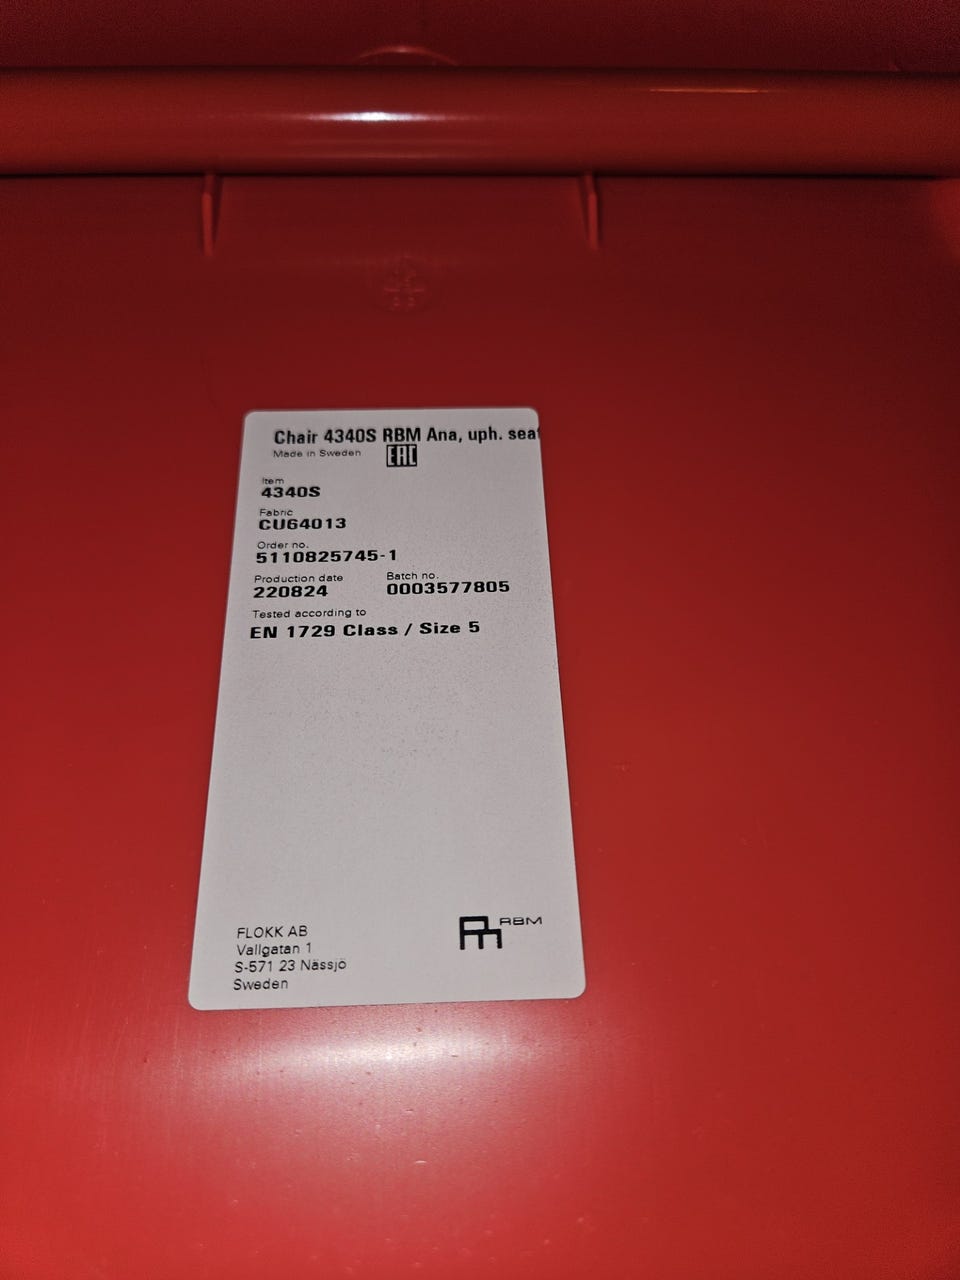 Chair 4340S RBM Ana, uph. seat
Made in Sweden
EAC
Item
4340S
Fabric
CU64013
Order no.
5110825745-1
Production date Batch no.
220824 0003577805
Tested according to
EN 1729 Class / Size 5
FLOKK AB
Vallgatan 1
S-571 23 Nässjö
Sweden
RBM